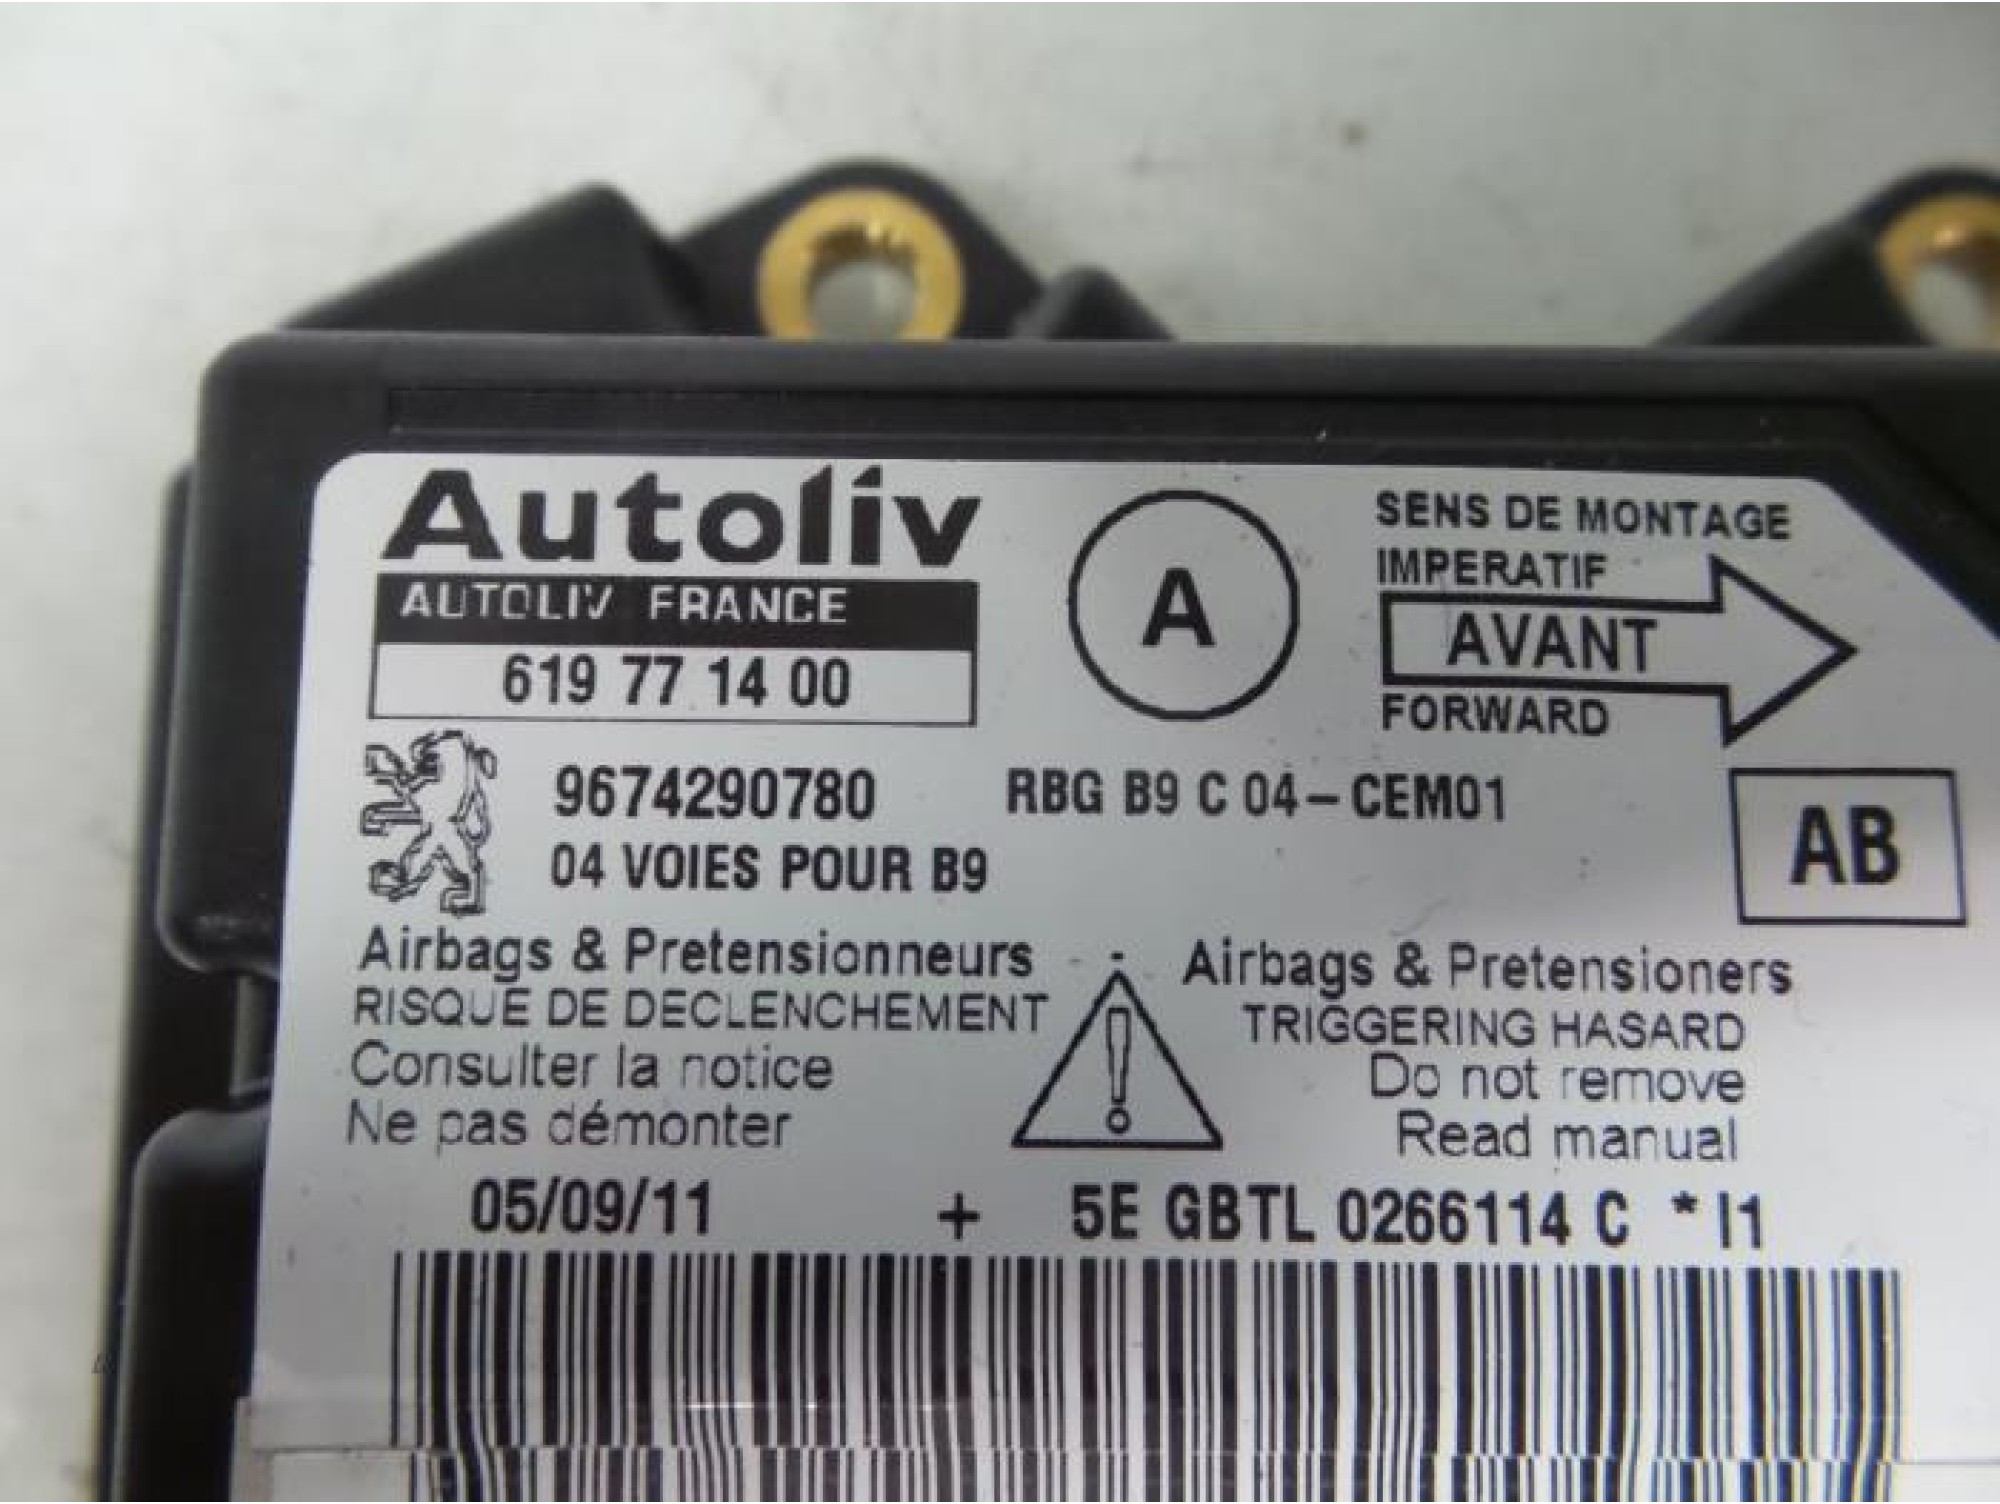 Autoliv
AUTOLIV FRANCE
619 77 14 00
A
SENS DE MONTAGE
IMPERATIF
AVANT
FORWARD
9674290780
RBG B9 C 04-CEM01
04 VOIES POUR B9
AB
Airbags & Pretensionneurs
RISQUE DE DECLENCHEMENT
Consulter la notice
Ne pas démonter
Airbags & Pretensioners
TRIGGERING HASARD
Do not remove
Read manual
05/09/11 + 5E GBTL 0266114 C * I1